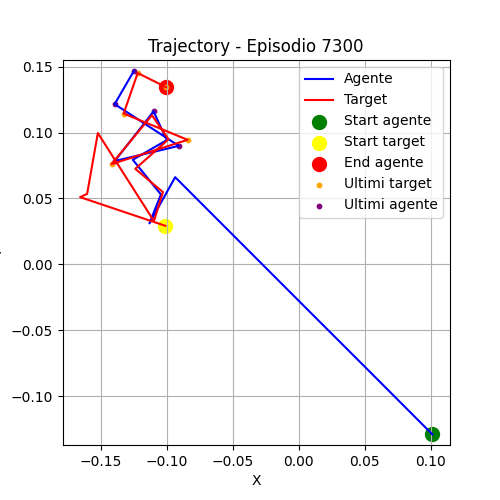 Trajectory - Episodio 7300
Agente
Target
Start agente
Start target
End agente
Ultimi target
Ultimi agente
0.15
0.10
0.05
0.00
−0.05
−0.10
−0.15
−0.10
−0.05
0.00
0.05
0.10
X